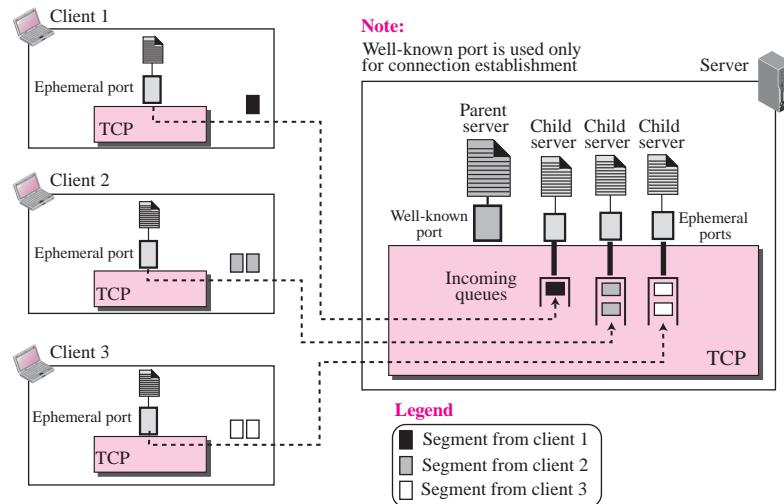 Client 1
Ephemeral port
TCP
Client 2
Ephemeral port
TCP
Client 3
Ephemeral port
TCP
Note:
Well-known port is used only
for connection establishment
Server
Parent
server
Child
server
Child
server
Child
server
Well-known
port
Ephemeral
ports
Incoming
queues
TCP
Legend
Segment from client 1
Segment from client 2
Segment from client 3